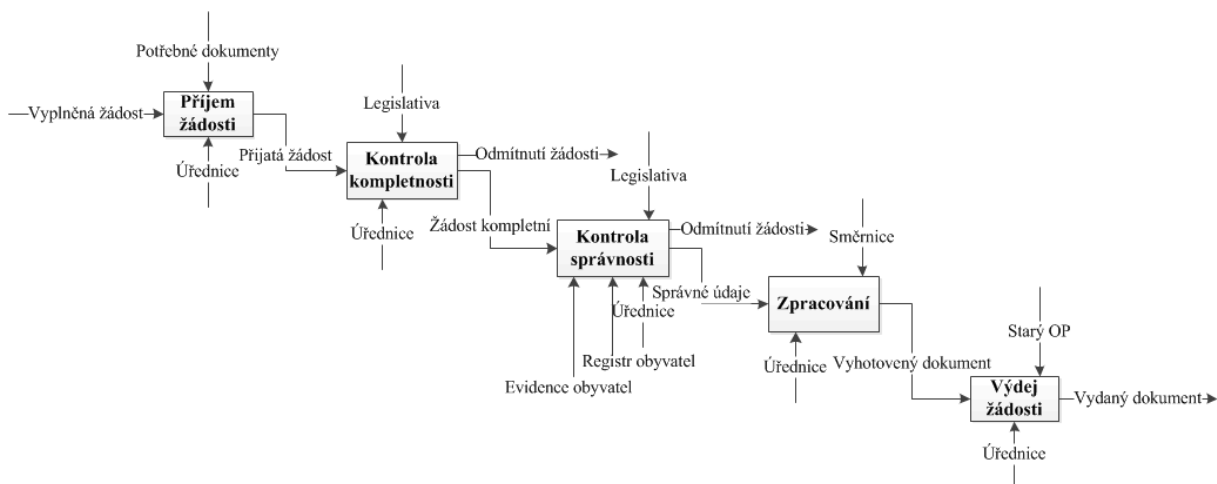 Potřebné dokumenty
Vyplnčná žádost
Příjem
žádosti
Úřednice
Přijatá žádost
Legislativa
Kontrola
kompletnosti
Odmítnutí žádosti
Úřednice
Žádost kompletní
Legislativa
Kontrola
správnosti
Odmítnutí žádosti
Správné údaje
Úřednice
Registr obyvatel
Evidence obyvatel
Směrnice
Zpracování
Úřednice
Vyhotovený dokument
Starý OP
Výdej
žádosti
Vydaný dokument
Úřednice